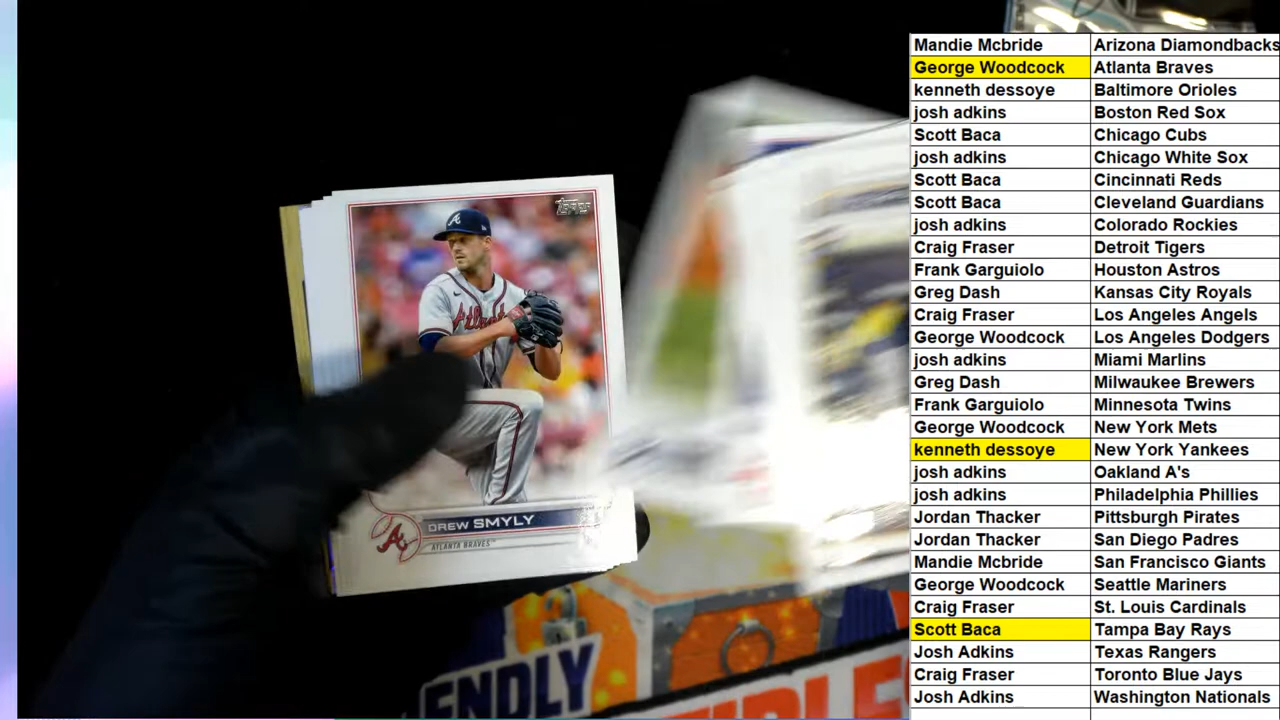 Topps
Atlanta
DREW SMYLY
ATLANTA BRAVES
ENDLY
Mandie Mcbride Arizona Diamondbacks
George Woodcock Atlanta Braves
kenneth dessoye Baltimore Orioles
josh adkins Boston Red Sox
Scott Baca Chicago Cubs
josh adkins Chicago White Sox
Scott Baca Cincinnati Reds
Scott Baca Cleveland Guardians
josh adkins Colorado Rockies
Craig Fraser Detroit Tigers
Frank Garguiolo Houston Astros
Greg Dash Kansas City Royals
Craig Fraser Los Angeles Angels
George Woodcock Los Angeles Dodgers
josh adkins Miami Marlins
Greg Dash Milwaukee Brewers
Frank Garguiolo Minnesota Twins
George Woodcock New York Mets
kenneth dessoye New York Yankees
josh adkins Oakland A's
josh adkins Philadelphia Phillies
Jordan Thacker Pittsburgh Pirates
Jordan Thacker San Diego Padres
Mandie Mcbride San Francisco Giants
George Woodcock Seattle Mariners
Craig Fraser St. Louis Cardinals
Scott Baca Tampa Bay Rays
Josh Adkins Texas Rangers
Craig Fraser Toronto Blue Jays
Josh Adkins Washington Nationals